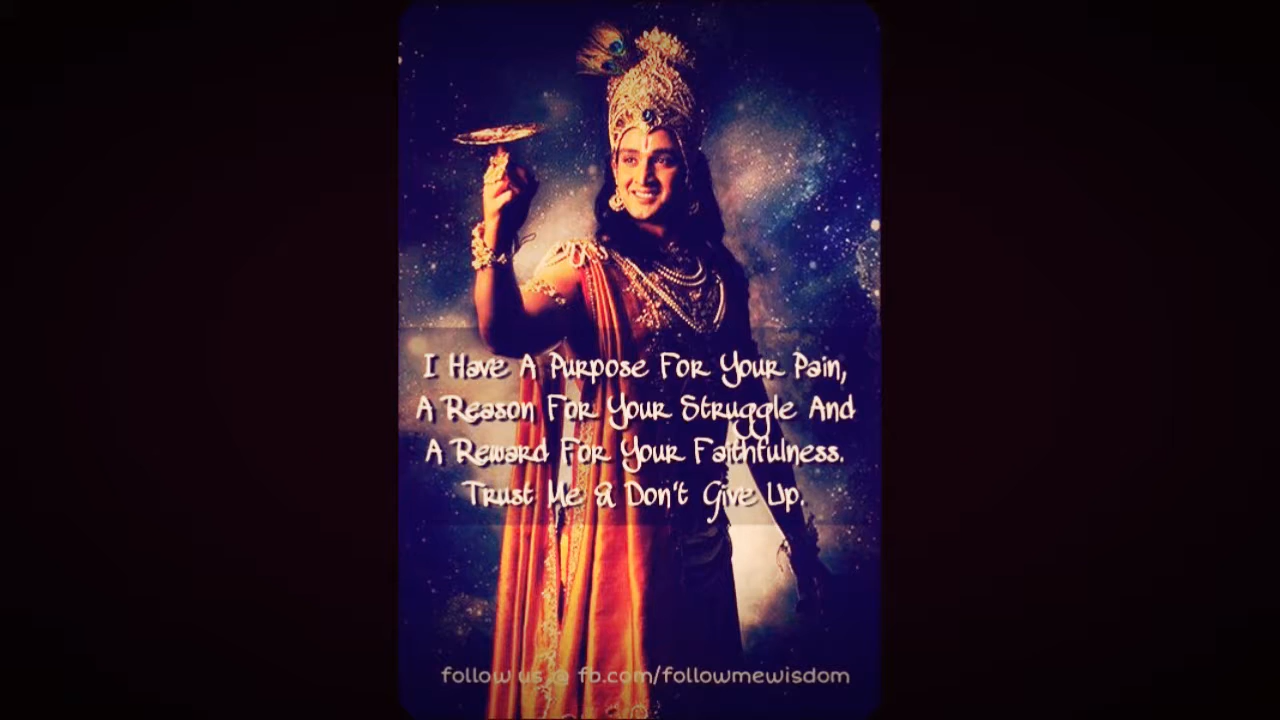 I Have A Purpose For Your Pain,
A Reason For Your Struggle And
A Reward For Your Faithfulness.
Trust Me & Don't Give Up.
follow us @ fb.com/followmewisdom